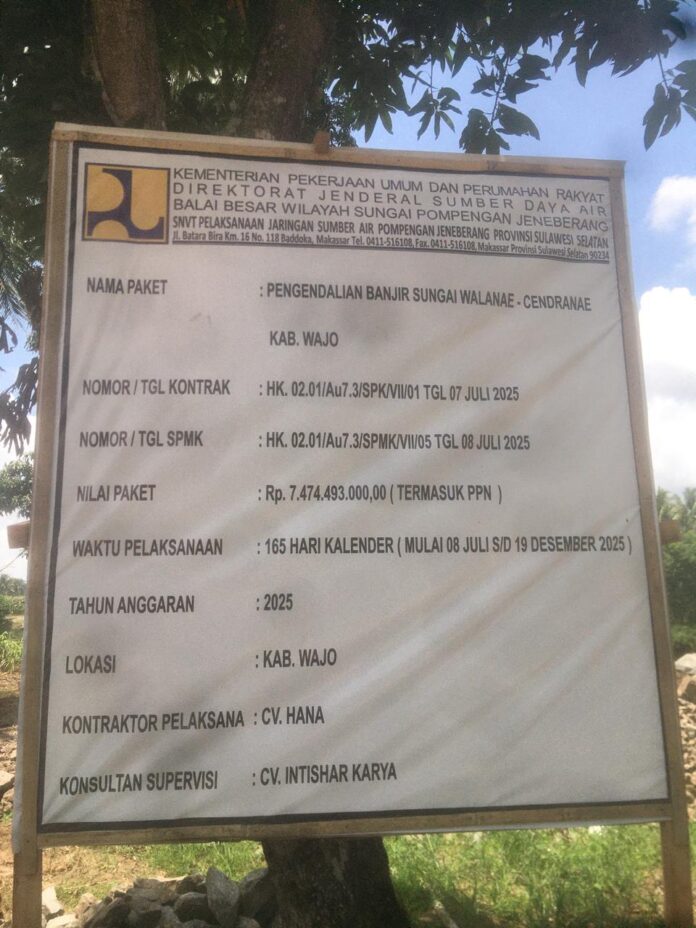 KEMENTERIAN PEKERJAAN UMUM DAN PERUMAHAN RAKYAT
DIREKTORAT JENDERAL SUMBER DAYA AIR
BALAI BESAR WILAYAH SUNGAI POMPENGAN JENEBERANG
SNVT PELAKSANAAN JARINGAN SUMBER AIR POMPENGAN JENEBERANG PROVINSI SULAWESI SELATAN
Jl. Batara Bira Km. 16 No. 118 Baddoka, Makassar Tel. 0411-516108, Fax. 0411-516108, Makassar Provinsi Sulawesi Selatan 90234
NAMA PAKET : PENGENDALIAN BANJIR SUNGAI WALANAE - CENDRANAE
KAB. WAJO
NOMOR / TGL KONTRAK : HK. 02.01/Au7.3/SPK/VII/01 TGL 07 JULI 2025
NOMOR / TGL SPMK : HK. 02.01/Au7.3/SPMK/VII/05 TGL 08 JULI 2025
NILAI PAKET : Rp. 7.474.493.000,00 ( TERMASUK PPN )
WAKTU PELAKSANAAN : 165 HARI KALENDER ( MULAI 08 JULI S/D 19 DESEMBER 2025 )
TAHUN ANGGARAN : 2025
LOKASI : KAB. WAJO
KONTRAKTOR PELAKSANA : CV. HANA
KONSULTAN SUPERVISI : CV. INTISHAR KARYA